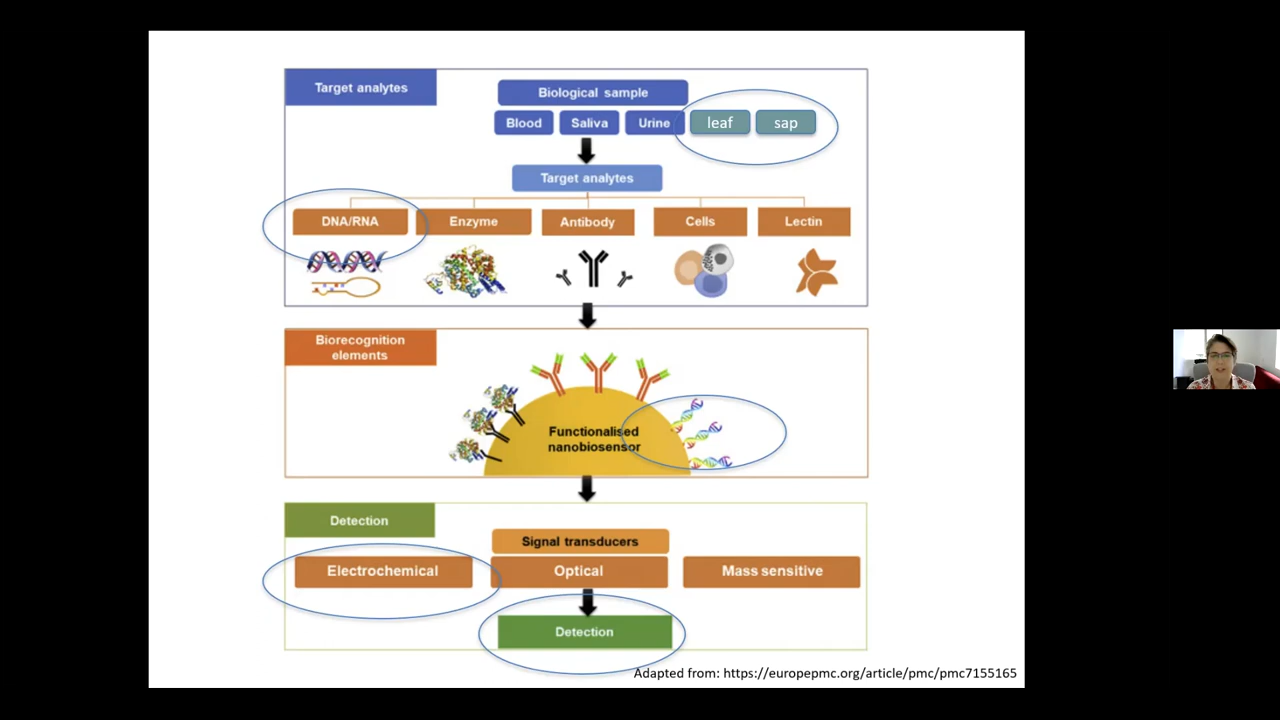 Target analytes
Biological sample
Blood
Saliva
Urine
leaf
sap
Target analytes
DNA/RNA
Enzyme
Antibody
Cells
Lectin
Biorecognition
elements
Functionalised
nanobiosensor
Detection
Signal transducers
Electrochemical
Optical
Mass sensitive
Detection
Adapted from: https://europepmc.org/article/pmc/pmc7155165